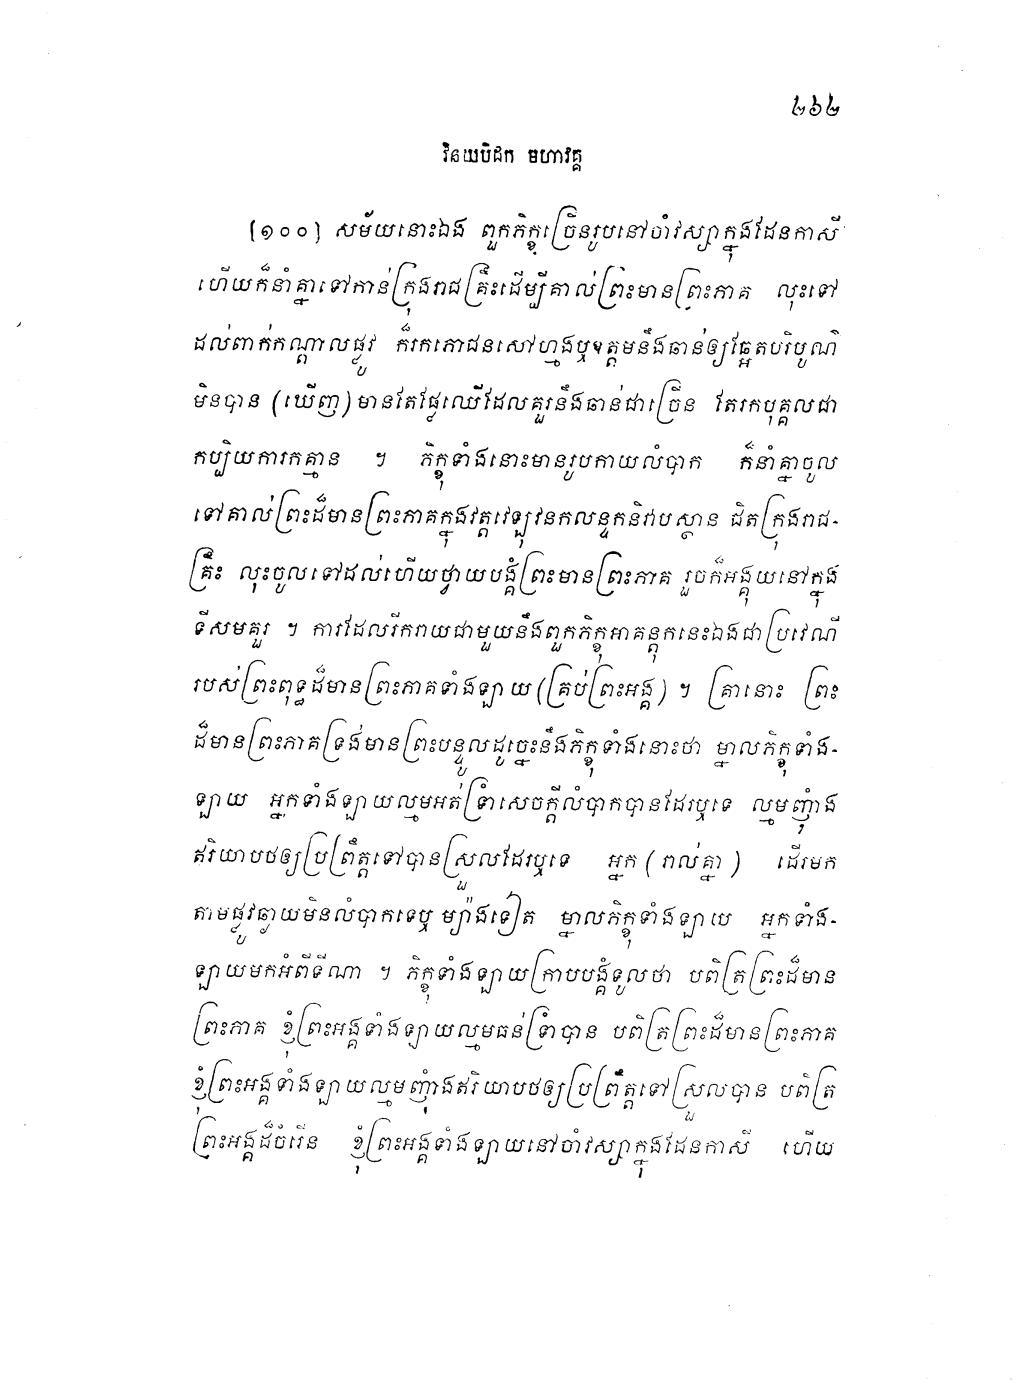 ២៦២
វិនយបិដក មហាវគ្គ
[១០០] សម័យនោះឯង ពួកភិក្ខុច្រើនរូបនៅចាំវស្សាក្នុងដែនកាសី
ហើយក៏នាំគ្នាទៅកាន់ក្រុងរាជគ្រឹះដើម្បីគាល់ព្រះមានព្រះភាគ លុះទៅ
ដល់ពាក់កណ្តាលផ្លូវ ក៏រកភោជនសៅហ្មងឬឧត្តមនឹងឆាន់ឲ្យឆ្អែតបរិបូណ៌
មិនបាន (ឃើញ) មានតែផ្លែឈើដែលគួរនឹងឆាន់ជាច្រើន តែរកបុគ្គលជា
កប្បិយការកគ្មាន ។ ភិក្ខុទាំងនោះមានរូបកាយលំបាក ក៏នាំគ្នាចូល
ទៅគាល់ព្រះដ៏មានព្រះភាគក្នុងវត្តវេឡុវនកលន្ទកនិវាបស្ថាន ជិតក្រុងរាជ-
គ្រឹះ លុះចូលទៅដល់ហើយថ្វាយបង្គំព្រះមានព្រះភាគ រួចក៏អង្គុយនៅក្នុង
ទីសមគួរ ។ ការដែលរីករាយជាមួយនឹងពួកភិក្ខុអាគន្តុកនេះឯងជាប្រវេណី
របស់ព្រះពុទ្ធដ៏មានព្រះភាគទាំងឡាយ (គ្រប់ព្រះអង្គ) ។ គ្រានោះ ព្រះ
ដ៏មានព្រះភាគទ្រង់មានព្រះបន្ទូលដូច្នេះនឹងភិក្ខុទាំងនោះថា ម្នាលភិក្ខុទាំង-
ឡាយ អ្នកទាំងឡាយល្មមអត់ទ្រាំសេចក្តីលំបាកបានដែរឬទេ ល្មមញុំាង
ឥរិយាបថឲ្យប្រព្រឹត្តទៅបានស្រួលដែរឬទេ អ្នក (រាល់គ្នា) ដើរមក
តាមផ្លូវឆ្ងាយមិនលំបាកទេឬ ម្យ៉ាងទៀត ម្នាលភិក្ខុទាំងឡាយ អ្នកទាំង-
ឡាយមកអំពីទីណា ។ ភិក្ខុទាំងឡាយក្រាបបង្គំទូលថា បពិត្រព្រះដ៏មាន
ព្រះភាគ ខ្ញុំព្រះអង្គទាំងឡាយល្មមធន់ទ្រាំបាន បពិត្រព្រះដ៏មានព្រះភាគ
ខ្ញុំព្រះអង្គទាំងឡាយល្មមញុំាងឥរិយាបថឲ្យប្រព្រឹត្តទៅស្រួលបាន បពិត្រ
ព្រះអង្គដ៏ចំរើន ខ្ញុំព្រះអង្គទាំងឡាយនៅចាំវស្សាក្នុងដែនកាសី ហើយ